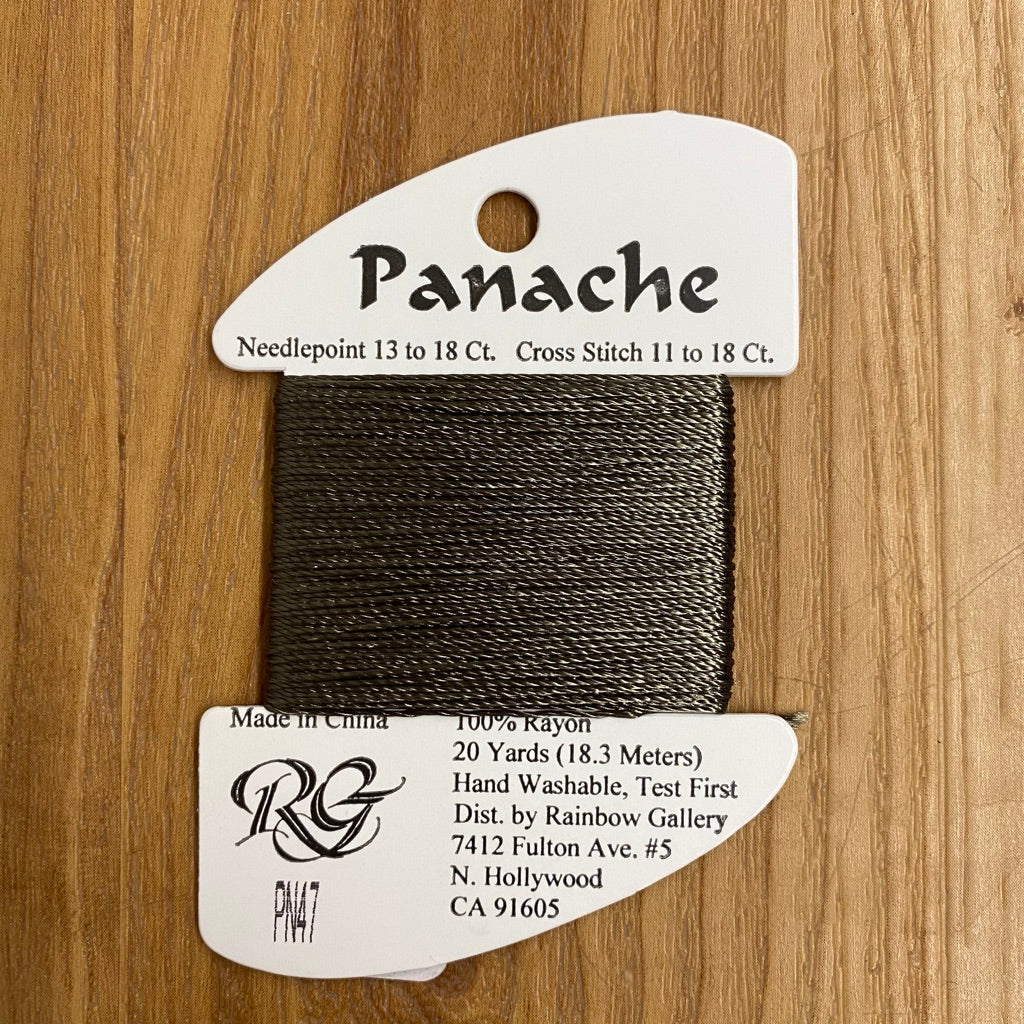 Panache
Needlepoint 13 to 18 Ct. Cross Stitch 11 to 18 Ct.
Made in China
RG
PN47
100% Rayon
20 Yards (18.3 Meters)
Hand Washable, Test First
Dist. by Rainbow Gallery
7412 Fulton Ave. #5
N. Hollywood
CA 91605